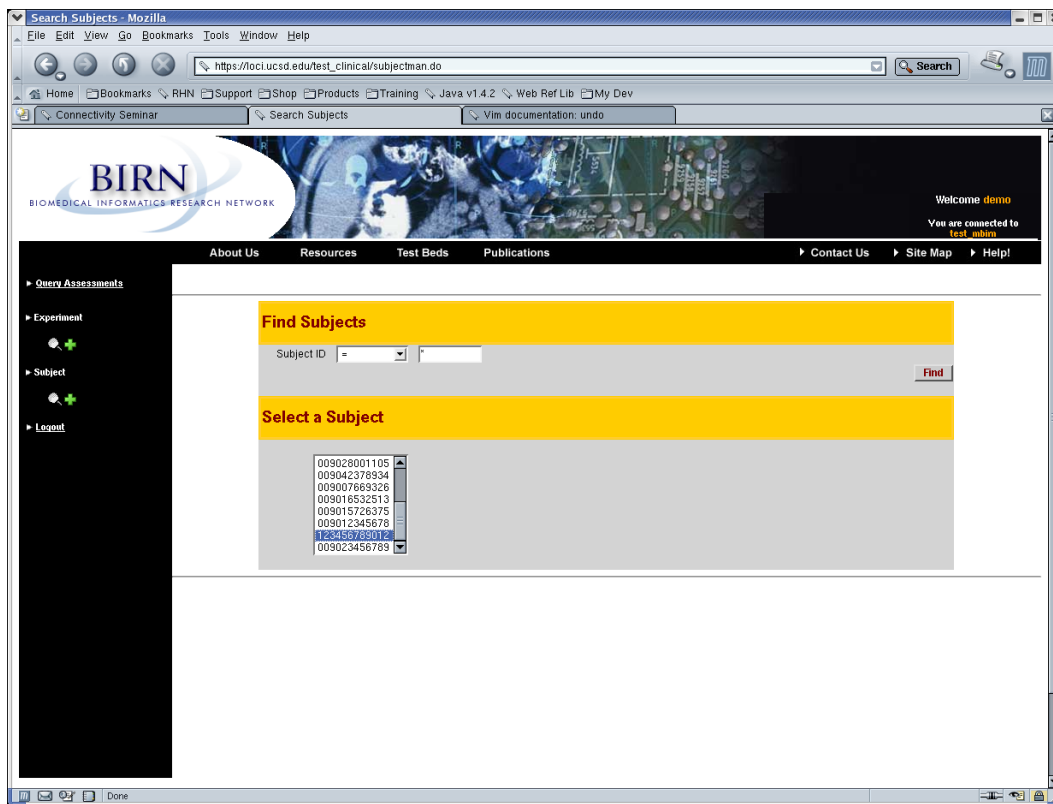 Search Subjects - Mozilla
File Edit View Go Bookmarks Tools Window Help
https://loci.ucsd.edu/test_clinical/subjectman.do
Search
Home Bookmarks RHN Support Shop Products Training Java v1.4.2 Web Ref Lib My Dev
Connectivity Seminar Search Subjects Vim documentation: undo
BIRN
BIOMEDICAL INFORMATICS RESEARCH NETWORK
Welcome demo
You are connected to
test_mbirn
About Us Resources Test Beds Publications Contact Us Site Map Help!
Query Assessments
Experiment
Subject
Logout
Find Subjects
Subject ID = *
Find
Select a Subject
009028001105
009042378934
009007669326
009016532513
009015726375
009012345678
123456789012
009023456789
Done